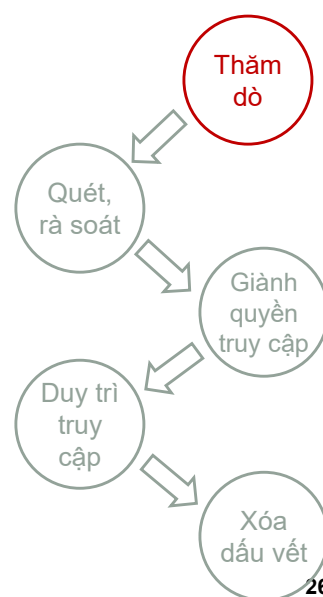 Thăm
dò
Quét,
rà soát
Giành
quyền
truy cập
Duy trì
truy
cập
Xóa
dấu vết
26